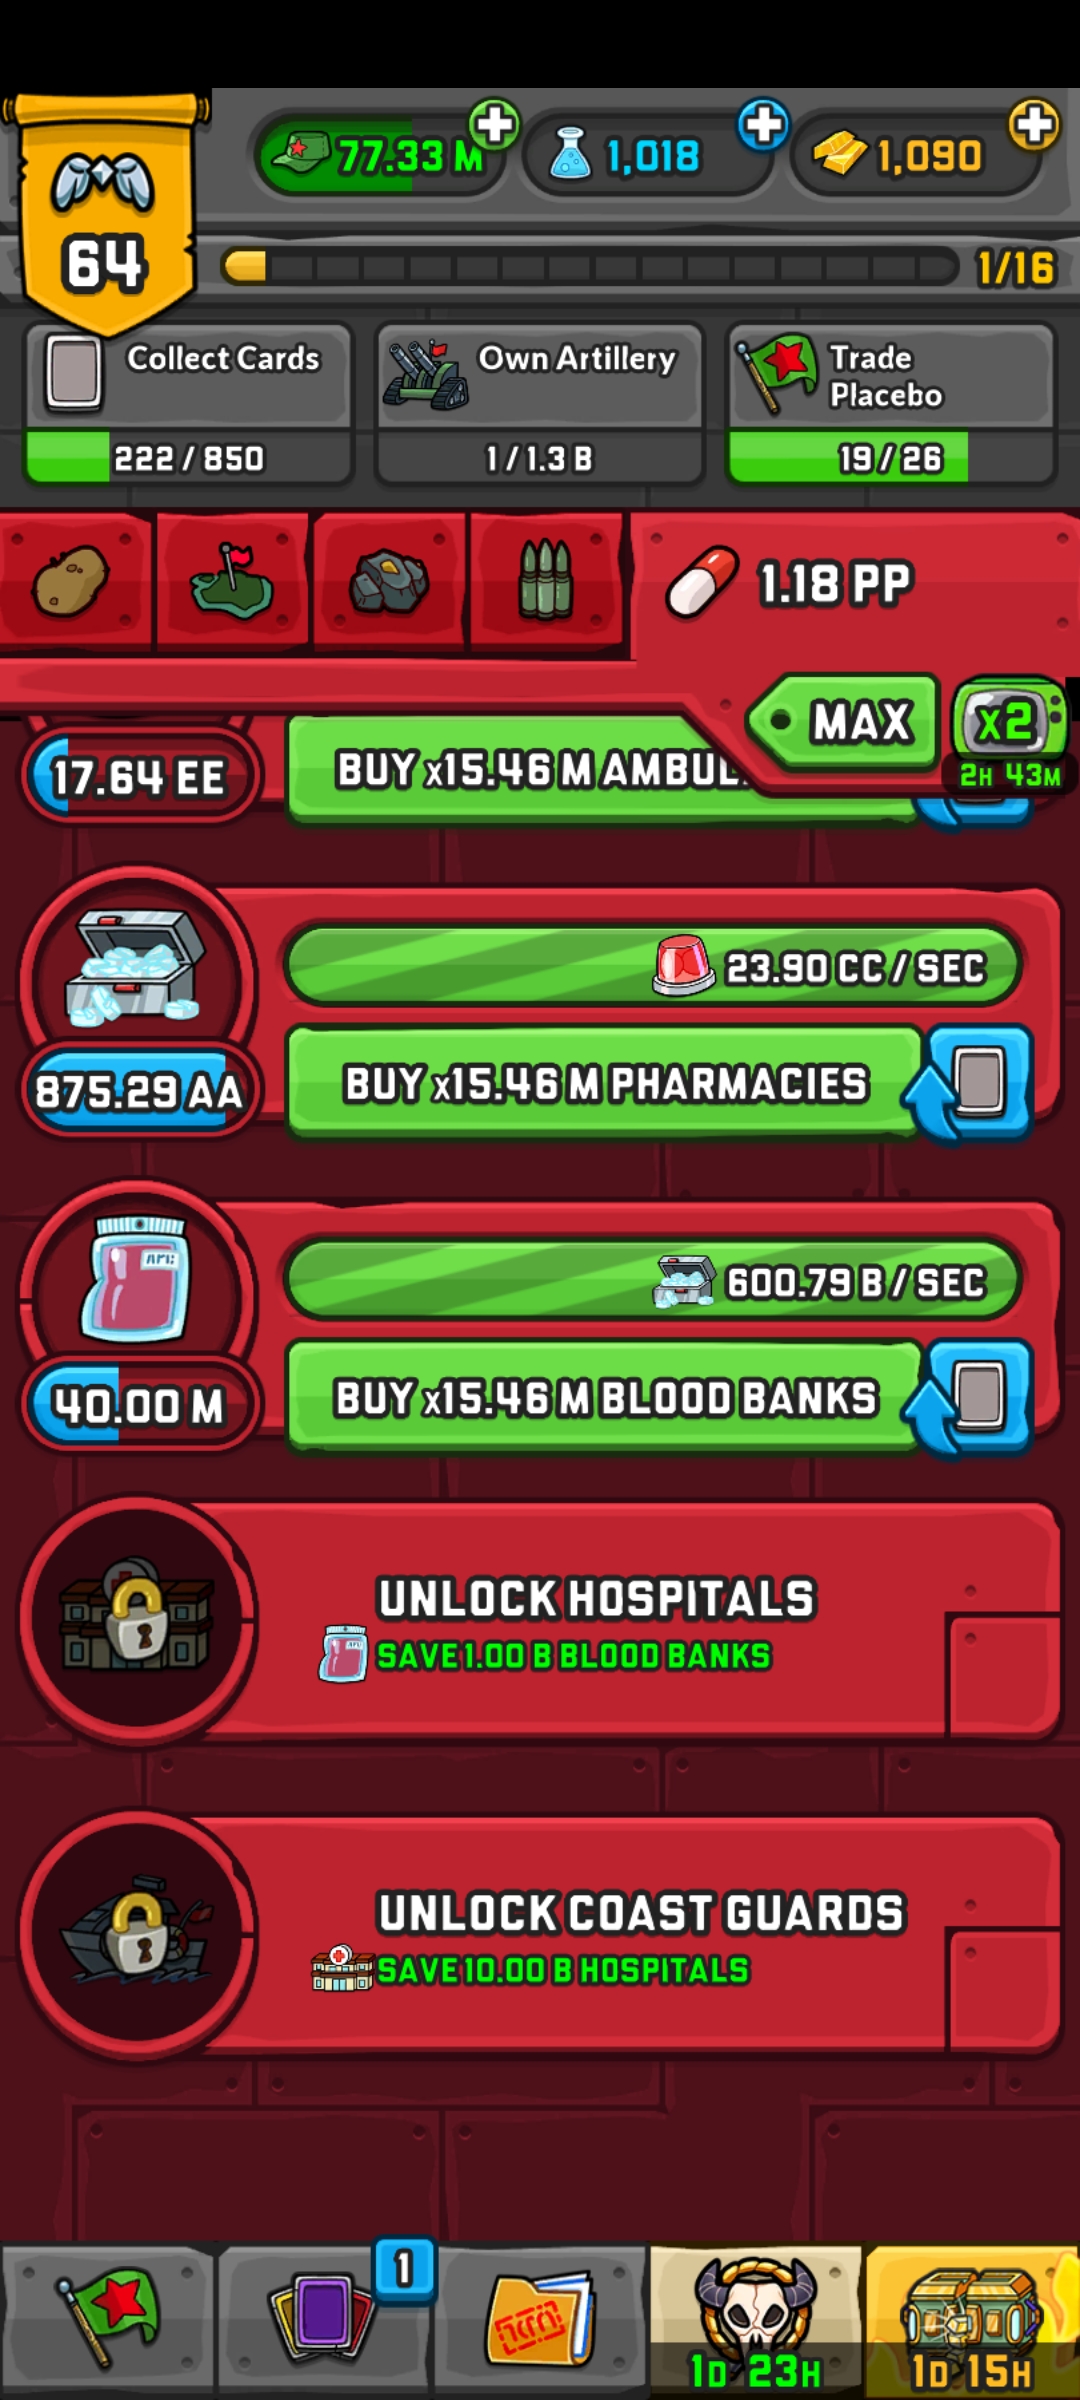 77.33 M
1,018
1,090
64
1/16
Collect Cards
222 / 850
Own Artillery
1 / 1.3 B
Trade
Placebo
19 / 26
1.18 PP
MAX
X2
2H 43M
17.64 EE
BUY x15.46 M AMBUL
23.90 CC / SEC
875.29 AA
BUY x15.46 M PHARMACIES
600.79 B / SEC
40.00 M
BUY x15.46 M BLOOD BANKS
UNLOCK HOSPITALS
SAVE 1.00 B BLOOD BANKS
UNLOCK COAST GUARDS
SAVE 10.00 B HOSPITALS
1
1D 23H
1D 15H